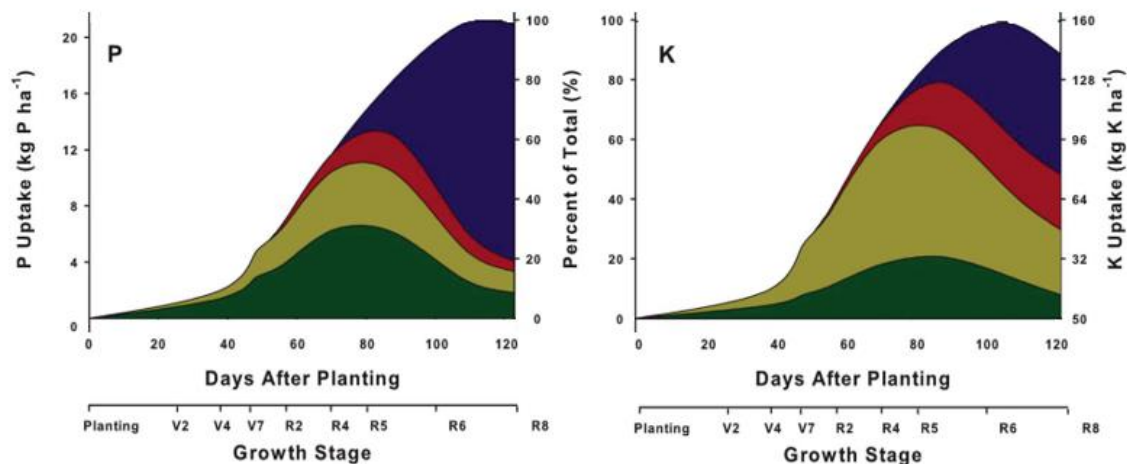 P
P Uptake (kg P ha⁻¹)
20
16
12
8
4
0
100
80
60
40
20
0
Percent of Total (%)
0 20 40 60 80 100 120
Days After Planting
Planting V2 V4 V7 R2 R4 R5 R6 R8
Growth Stage
K
100
80
60
40
20
0
160
128
96
64
32
50
K Uptake (kg K ha⁻¹)
0 20 40 60 80 100 120
Days After Planting
Planting V2 V4 V7 R2 R4 R5 R6 R8
Growth Stage